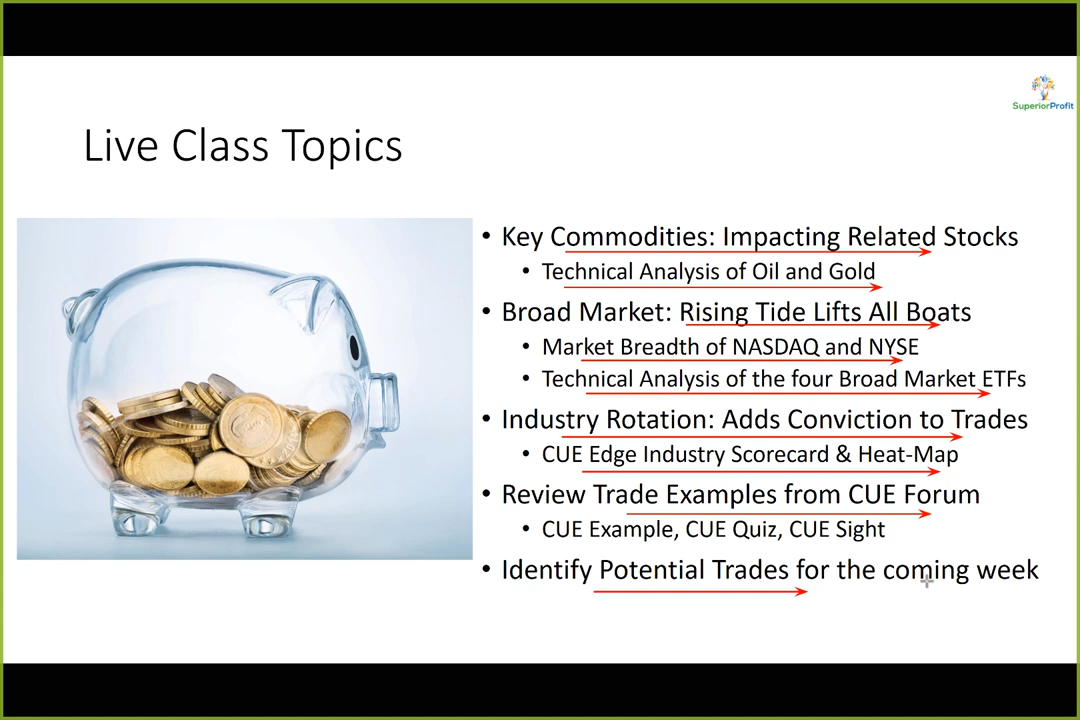 SuperiorProfit
Live Class Topics
• Key Commodities: Impacting Related Stocks
• Technical Analysis of Oil and Gold
• Broad Market: Rising Tide Lifts All Boats
• Market Breadth of NASDAQ and NYSE
• Technical Analysis of the four Broad Market ETFs
• Industry Rotation: Adds Conviction to Trades
• CUE Edge Industry Scorecard & Heat-Map
• Review Trade Examples from CUE Forum
• CUE Example, CUE Quiz, CUE Sight
• Identify Potential Trades for the coming week